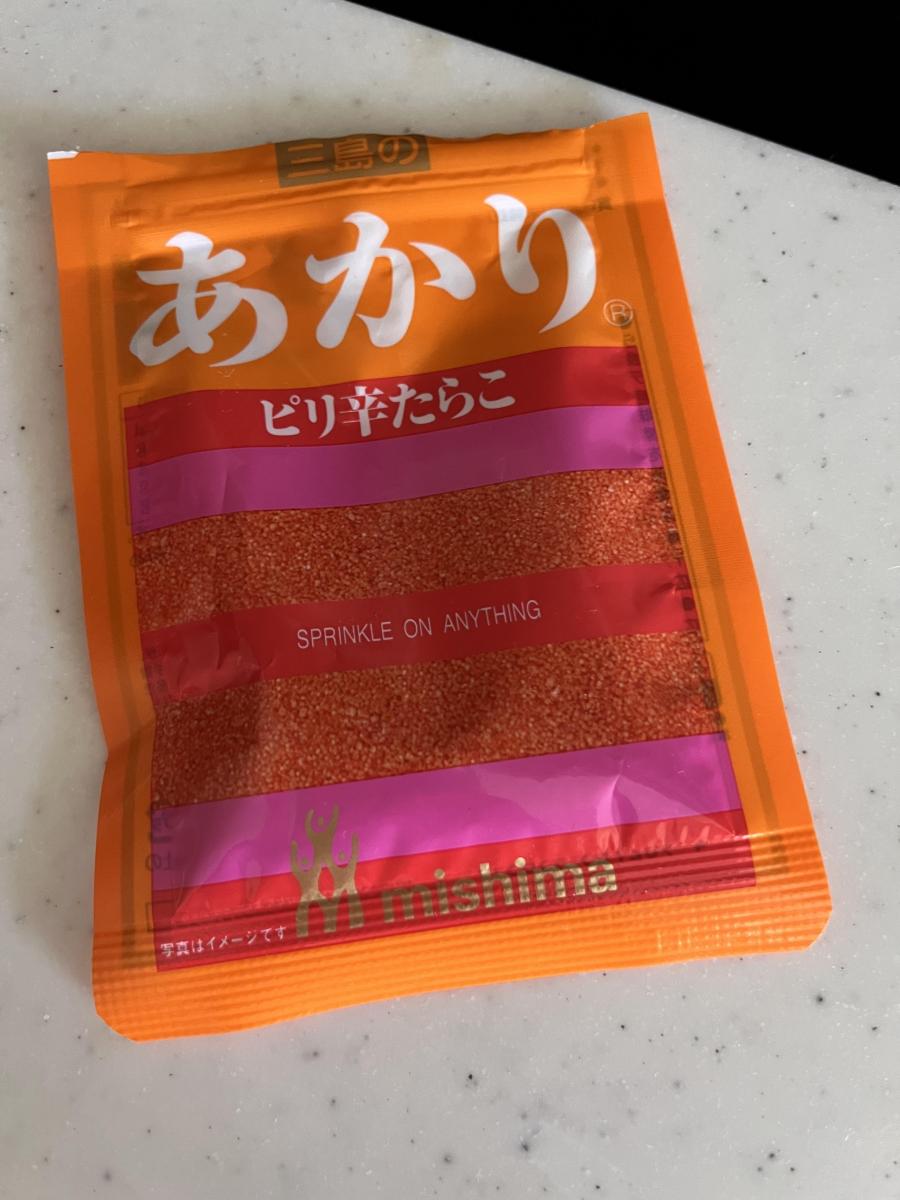 三島の
あかり®
ピリ辛たらこ
SPRINKLE ON ANYTHING
mishima
写真はイメージです